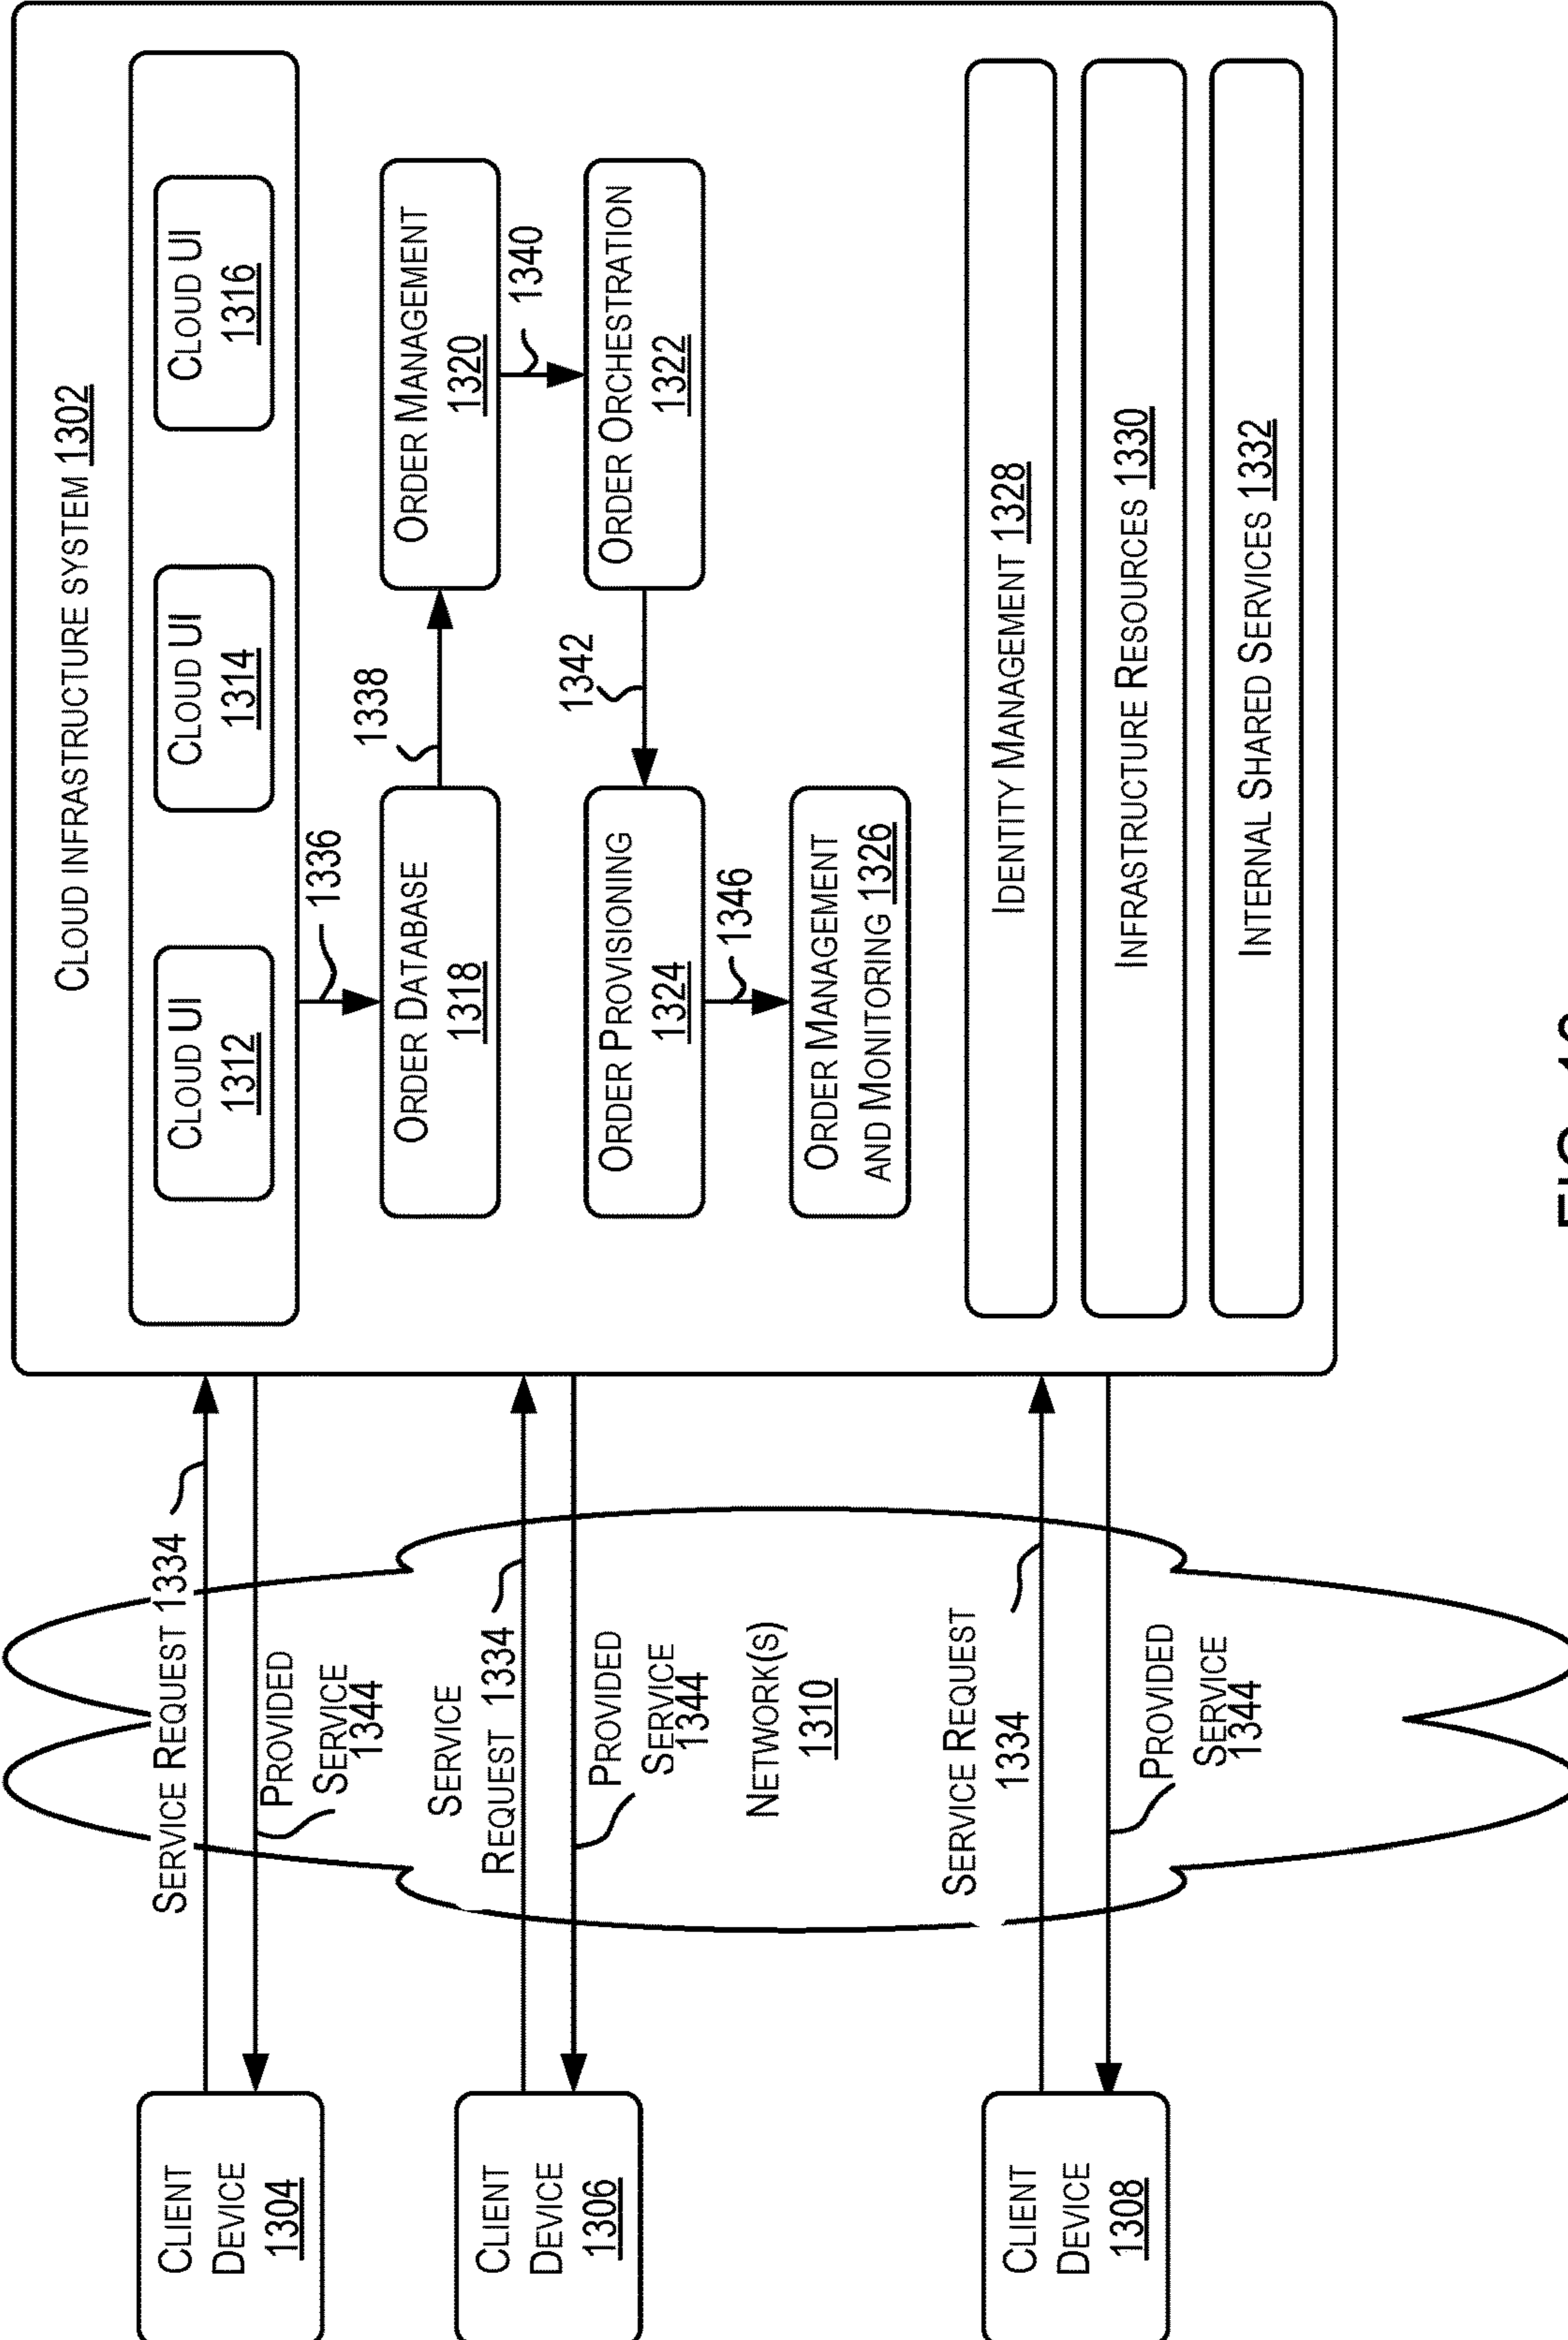 CLOUD INFRASTRUCTURE SYSTEM 1302
CLOUD UI
1312
CLOUD UI
1314
CLOUD UI
1316
1336
ORDER DATABASE
1318
1338
ORDER MANAGEMENT
1320
1340
ORDER PROVISIONING
1324
1342
ORDER ORCHESTRATION
1322
1346
ORDER MANAGEMENT
AND MONITORING 1326
IDENTITY MANAGEMENT 1328
INFRASTRUCTURE RESOURCES 1330
INTERNAL SHARED SERVICES 1332
SERVICE REQUEST 1334
PROVIDED
SERVICE
1344
SERVICE
REQUEST 1334
PROVIDED
SERVICE
1344
NETWORK(S)
1310
SERVICE REQUEST
1334
PROVIDED
SERVICE
1344
CLIENT
DEVICE
1304
CLIENT
DEVICE
1306
CLIENT
DEVICE
1308